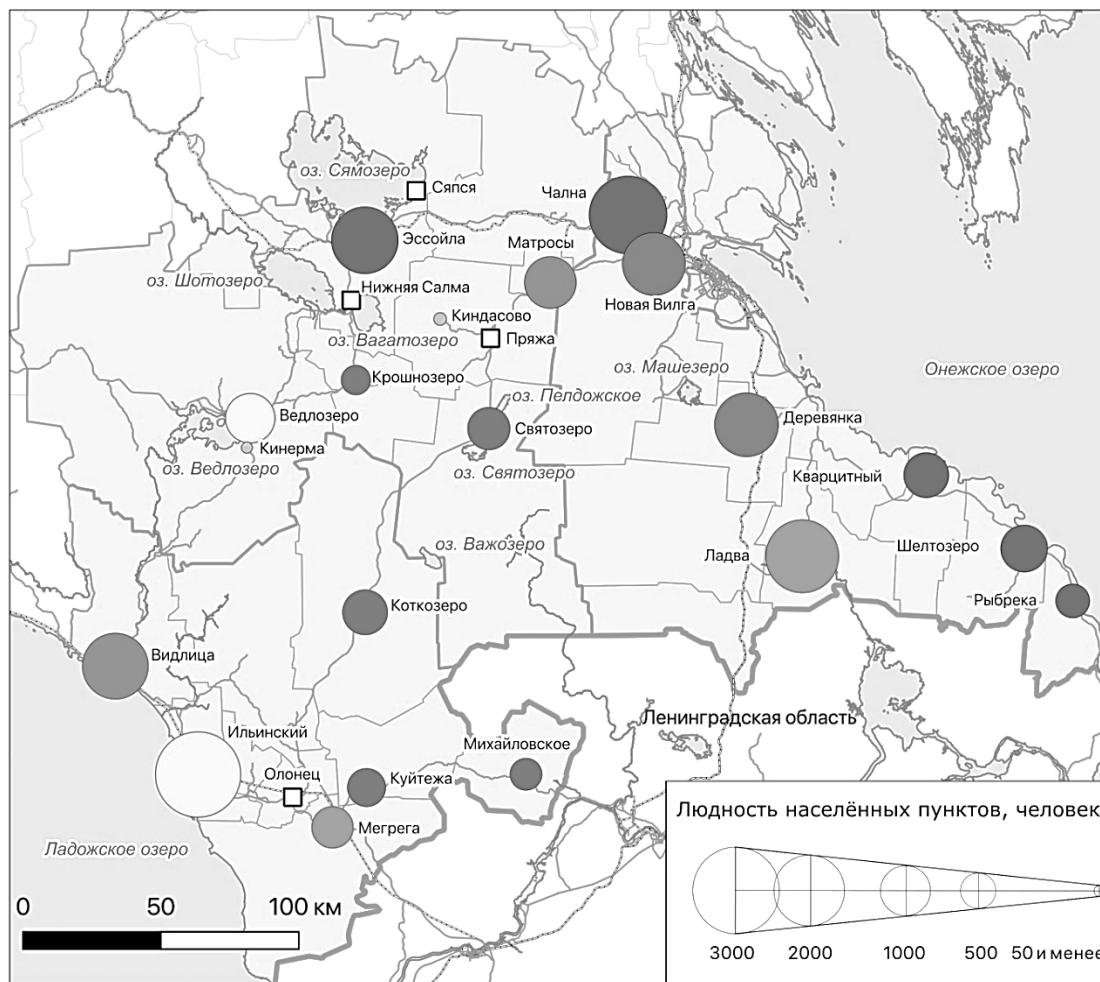 оз. Сямозеро
Сяпся
Чална
Эссойла
Матросы
оз. Шотозеро
Нижняя Салма
Новая Вилга
Киндасово
оз. Вагатозеро
Пряжа
Крошнозеро
оз. Машезеро
Онежское озеро
оз. Пелдожское
Ведлозеро
Святозеро
Деревянка
Кинерма
оз. Ведлозеро
оз. Святозеро
Кварцитный
оз. Важозеро
Ладва
Шелтозеро
Коткозеро
Рыбрека
Видлица
Ленинградская область
Ильинский
Михайловское
Олонец
Куйтежа
Мегрега
Ладожское озеро
0 50 100 км
Людность населённых пунктов, человек
3000 2000 1000 500 50 и менее